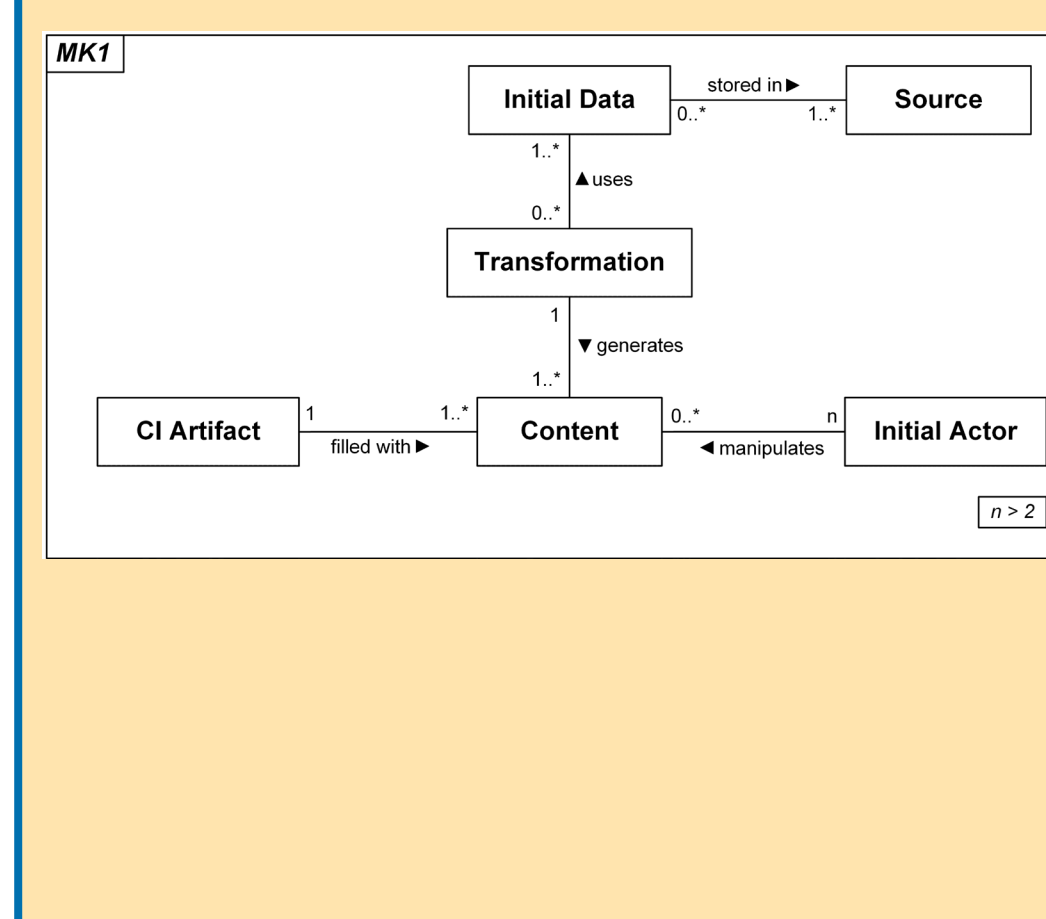 MK1
stored in ►
Initial Data
Source
0..*
1..*
1..*
▲ uses
0..*
Transformation
1
▼ generates
1..*
CI Artifact
1
1..*
Content
0..*
n
Initial Actor
filled with ►
◄ manipulates
n > 2